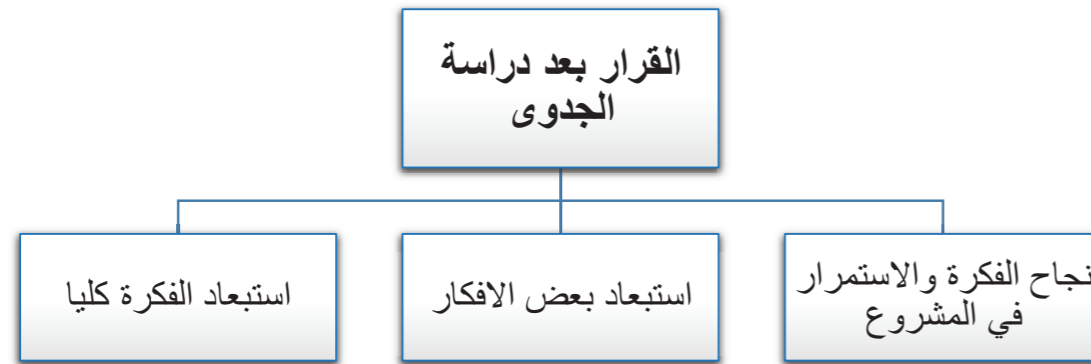 القرار بعد دراسة
الجدوى
نجاح الفكرة والاستمرار
في المشروع
استبعاد بعض الافكار
استبعاد الفكرة كليا